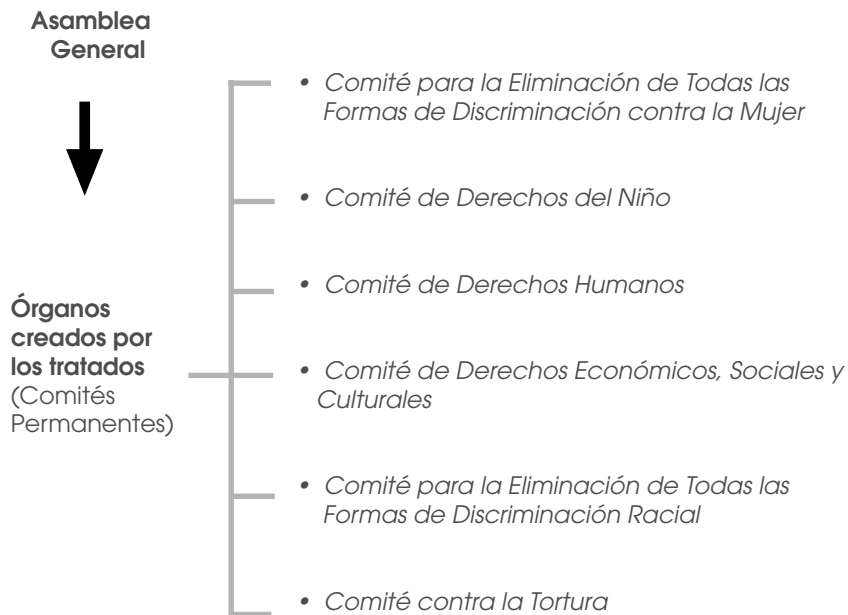 Asamblea
General
Órganos
creados por
los tratados
(Comités
Permanentes)
• Comité para la Eliminación de Todas las
Formas de Discriminación contra la Mujer
• Comité de Derechos del Niño
• Comité de Derechos Humanos
• Comité de Derechos Económicos, Sociales y
Culturales
• Comité para la Eliminación de Todas las
Formas de Discriminación Racial
• Comité contra la Tortura